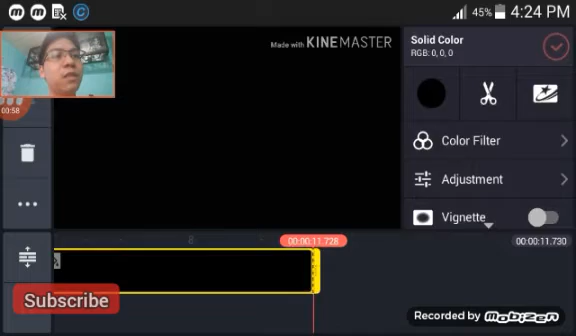 45% 4:24 PM
Made with KINEMASTER
Solid Color
RGB: 0, 0, 0
00:58
Color Filter
Adjustment
Vignette
8
00:00:11.728
00:00:11.730
Subscribe
Recorded by Mobizen